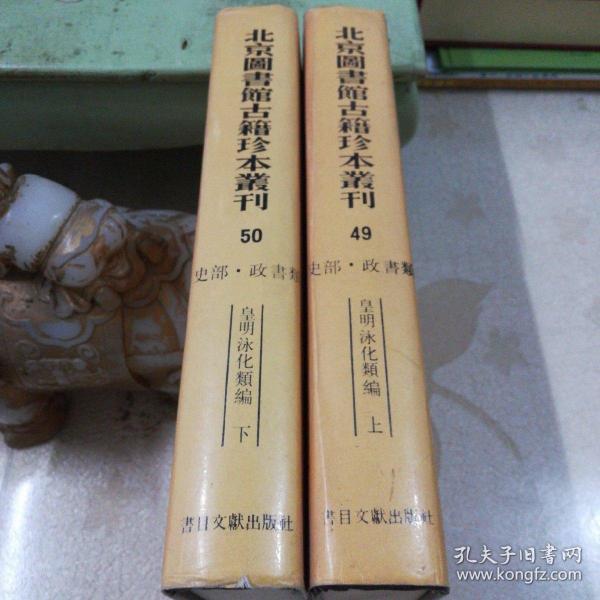 北京圖書館古籍珍本叢刊
50
史部·政書類
皇明泳化類編
下
書目文獻出版社
北京圖書館古籍珍本叢刊
49
史部·政書類
皇明泳化類編
上
書目文獻出版社
孔夫子旧书网
www.kongfz.com